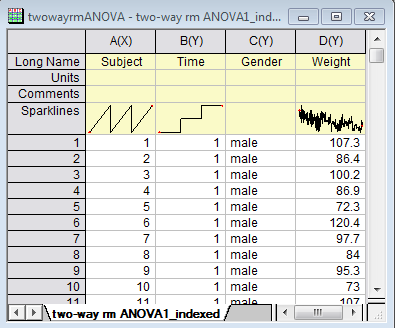 twowayrmANOVA - two-way rm ANOVA1_indexed
A(X) B(Y) C(Y) D(Y)
Long Name Subject Time Gender Weight
Units
Comments
Sparklines
1 1 1 male 107.3
2 2 1 male 86.4
3 3 1 male 100.2
4 4 1 male 86.9
5 5 1 male 72.3
6 6 1 male 120.4
7 7 1 male 97.7
8 8 1 male 84
9 9 1 male 95.3
10 10 1 male 73
11 11 1 male 107
two-way rm ANOVA1_indexed